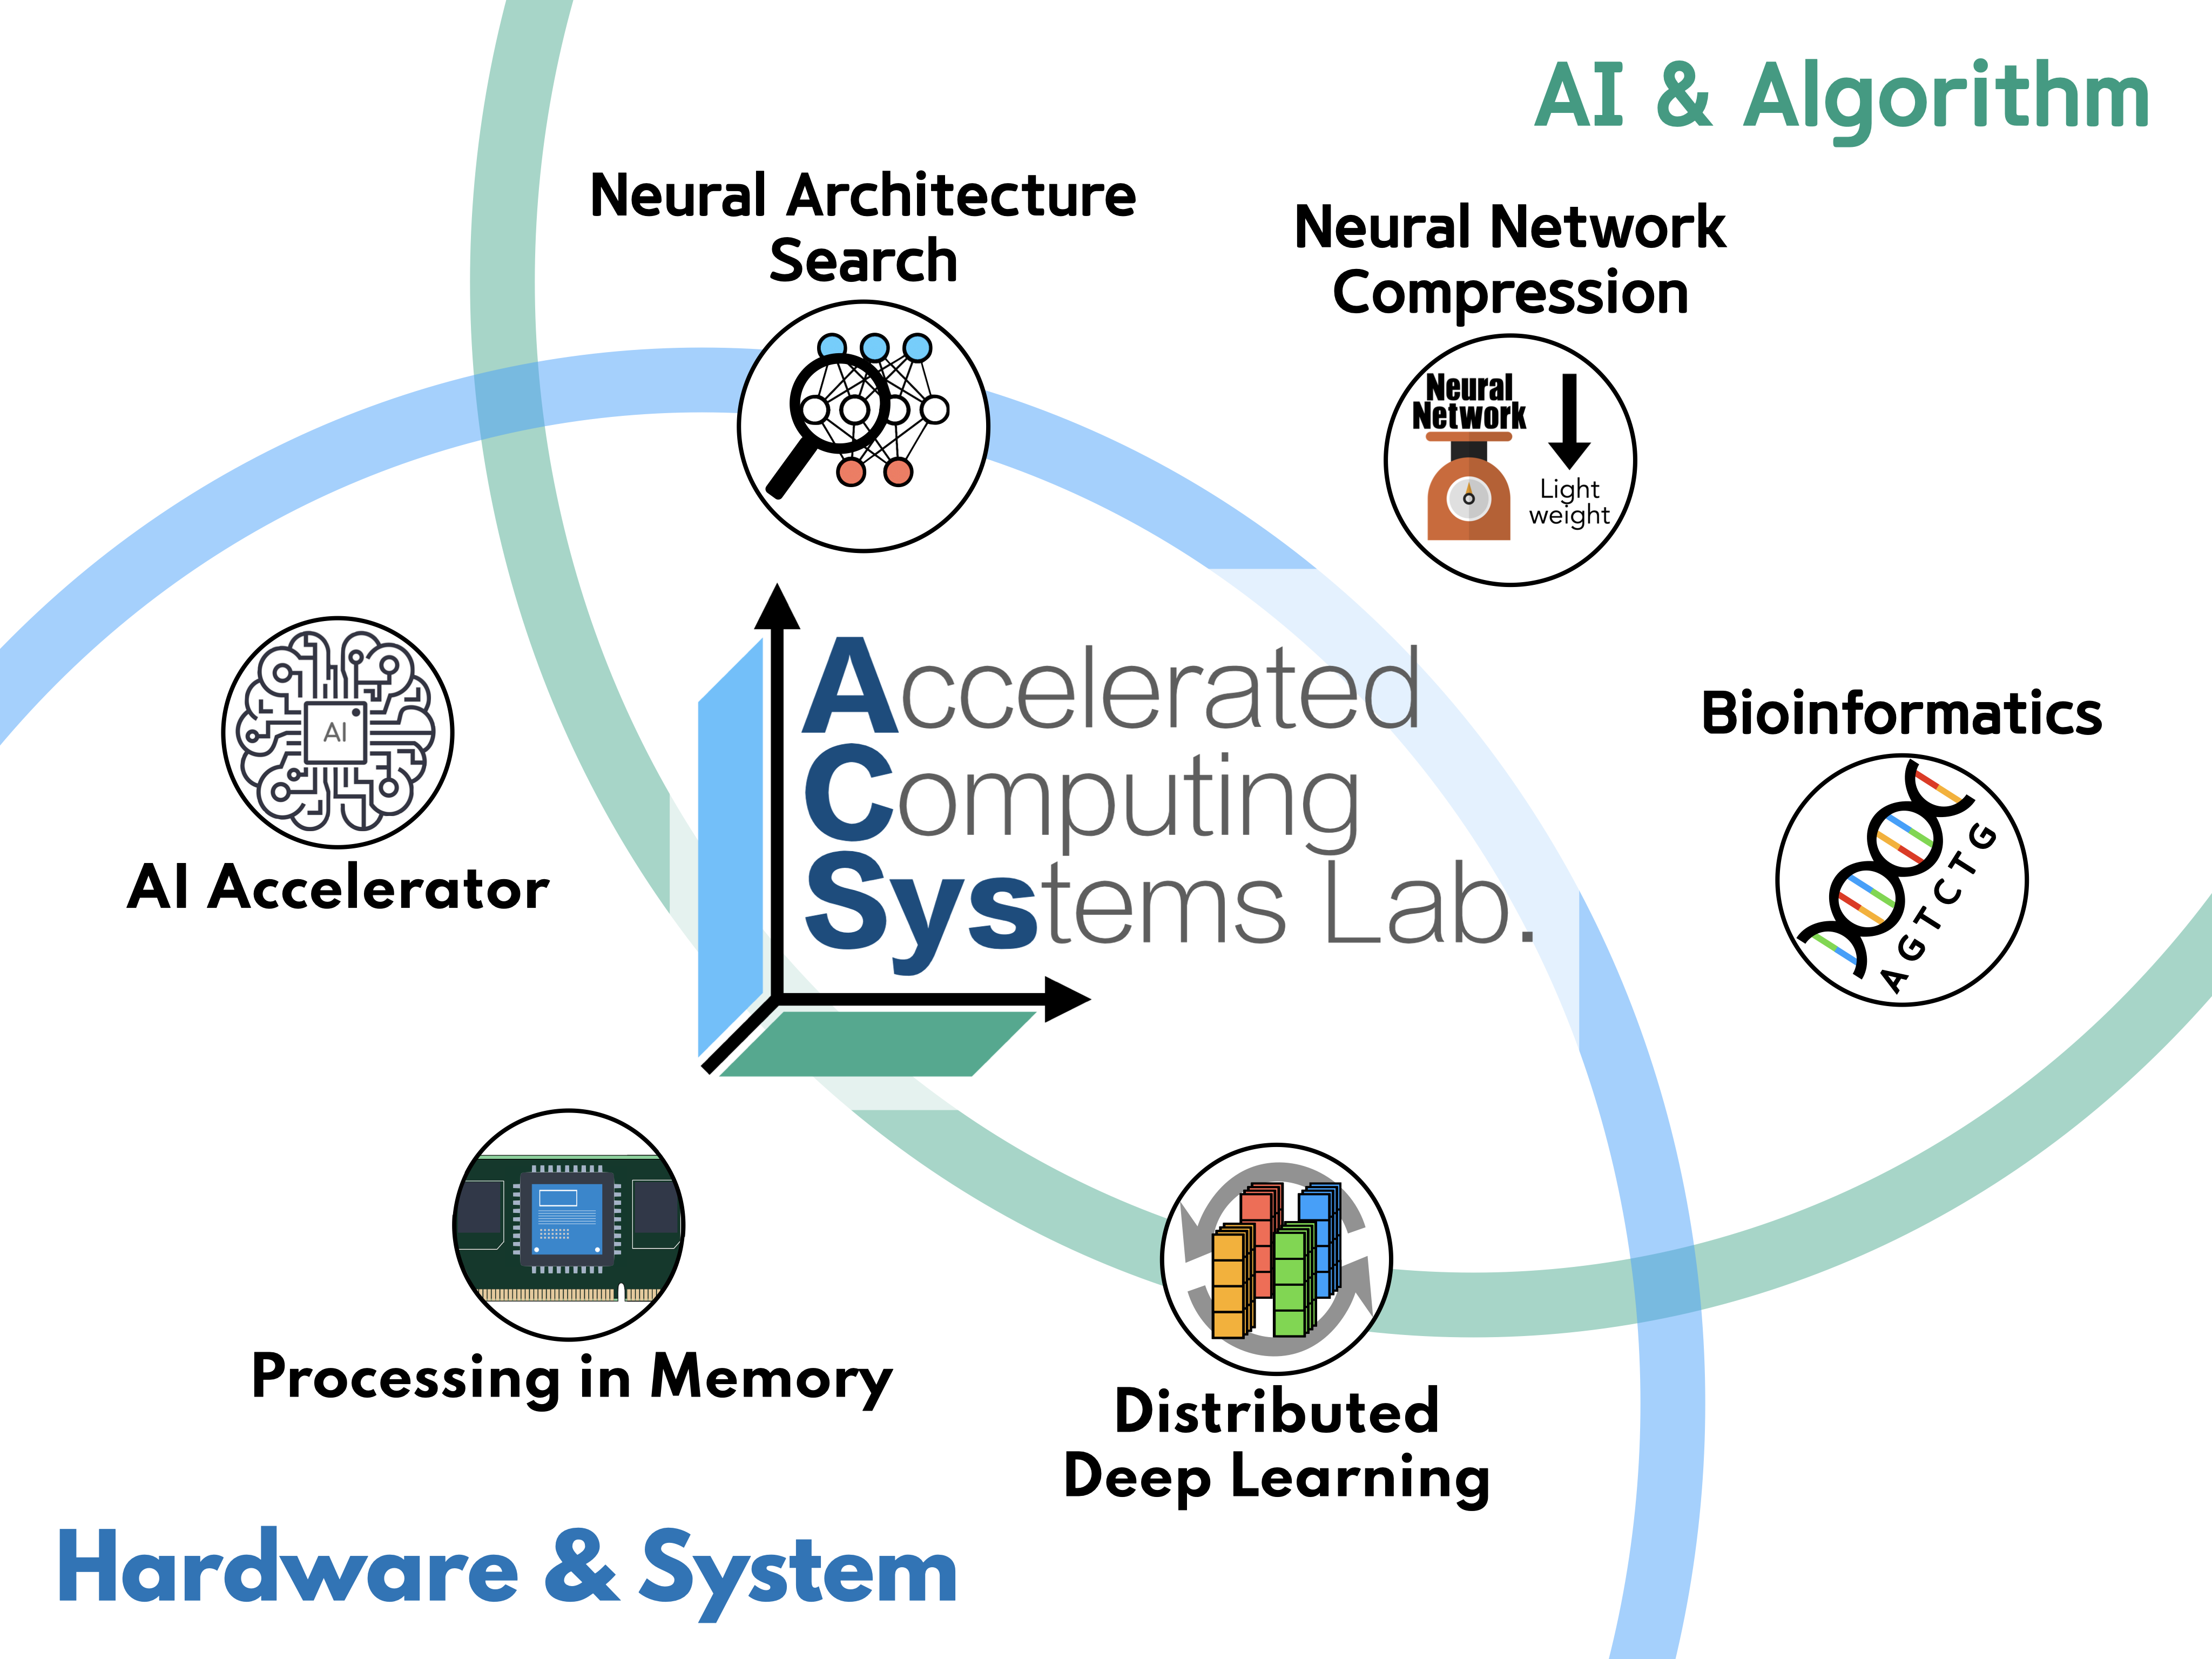 AI & Algorithm
Neural Architecture
Search
Neural Network
Compression
Neural
Network
Light
weight
Accelerated
Computing
Systems Lab.
AI
AI Accelerator
Bioinformatics
AGTCTG
Processing in Memory
Distributed
Deep Learning
Hardware & System